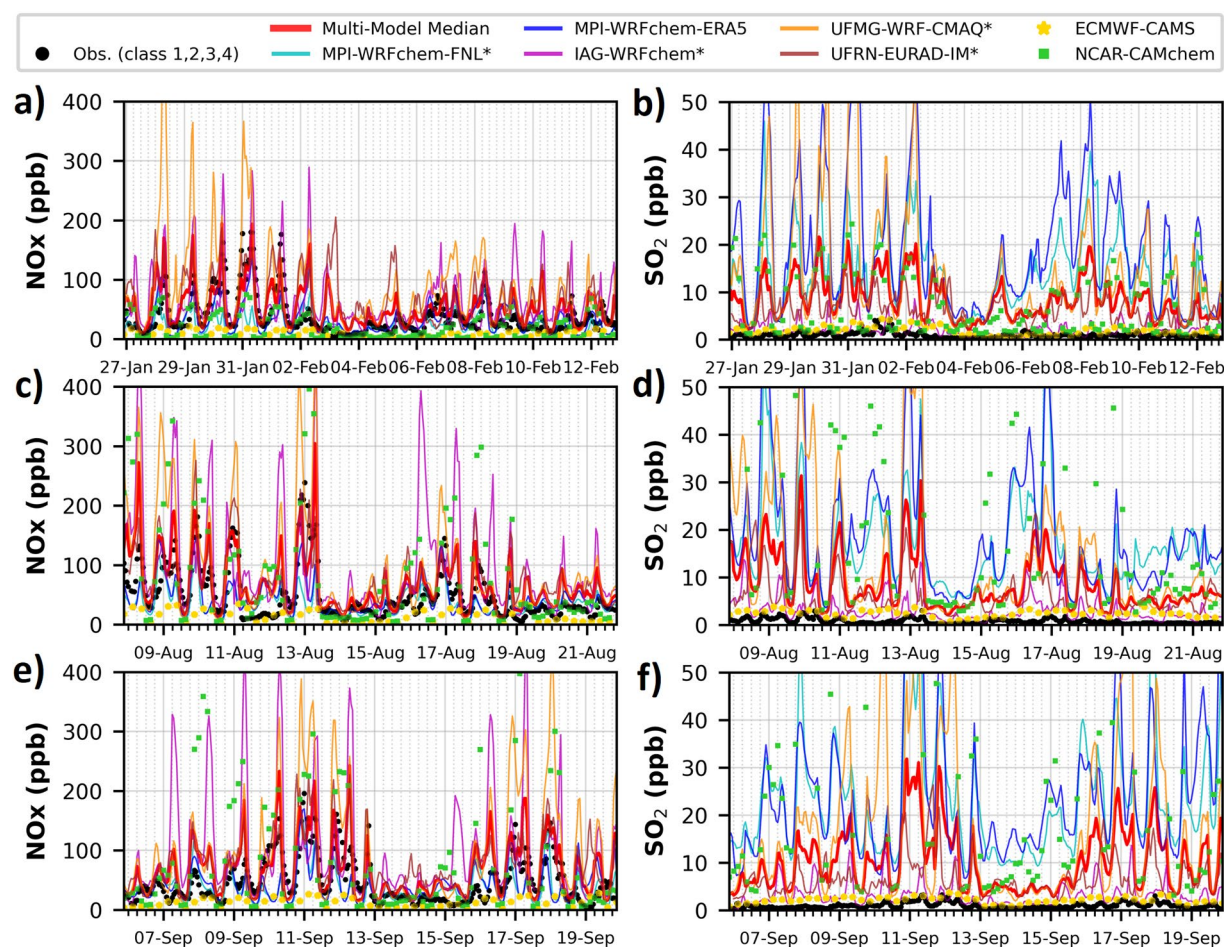 Multi-Model Median MPI-WRFchem-ERA5 UFMG-WRF-CMAQ* ECMWF-CAMS
Obs. (class 1,2,3,4) MPI-WRFchem-FNL* IAG-WRFchem* UFRN-EURAD-IM* NCAR-CAMchem
a)
NOx (ppb)
400
300
200
100
0
27-Jan 29-Jan 31-Jan 02-Feb 04-Feb 06-Feb 08-Feb 10-Feb 12-Feb
b)
SO₂ (ppb)
50
40
30
20
10
0
27-Jan 29-Jan 31-Jan 02-Feb 04-Feb 06-Feb 08-Feb 10-Feb 12-Feb
c)
NOx (ppb)
400
300
200
100
0
09-Aug 11-Aug 13-Aug 15-Aug 17-Aug 19-Aug 21-Aug
d)
SO₂ (ppb)
50
40
30
20
10
0
09-Aug 11-Aug 13-Aug 15-Aug 17-Aug 19-Aug 21-Aug
e)
NOx (ppb)
400
300
200
100
0
07-Sep 09-Sep 11-Sep 13-Sep 15-Sep 17-Sep 19-Sep
f)
SO₂ (ppb)
50
40
30
20
10
0
07-Sep 09-Sep 11-Sep 13-Sep 15-Sep 17-Sep 19-Sep